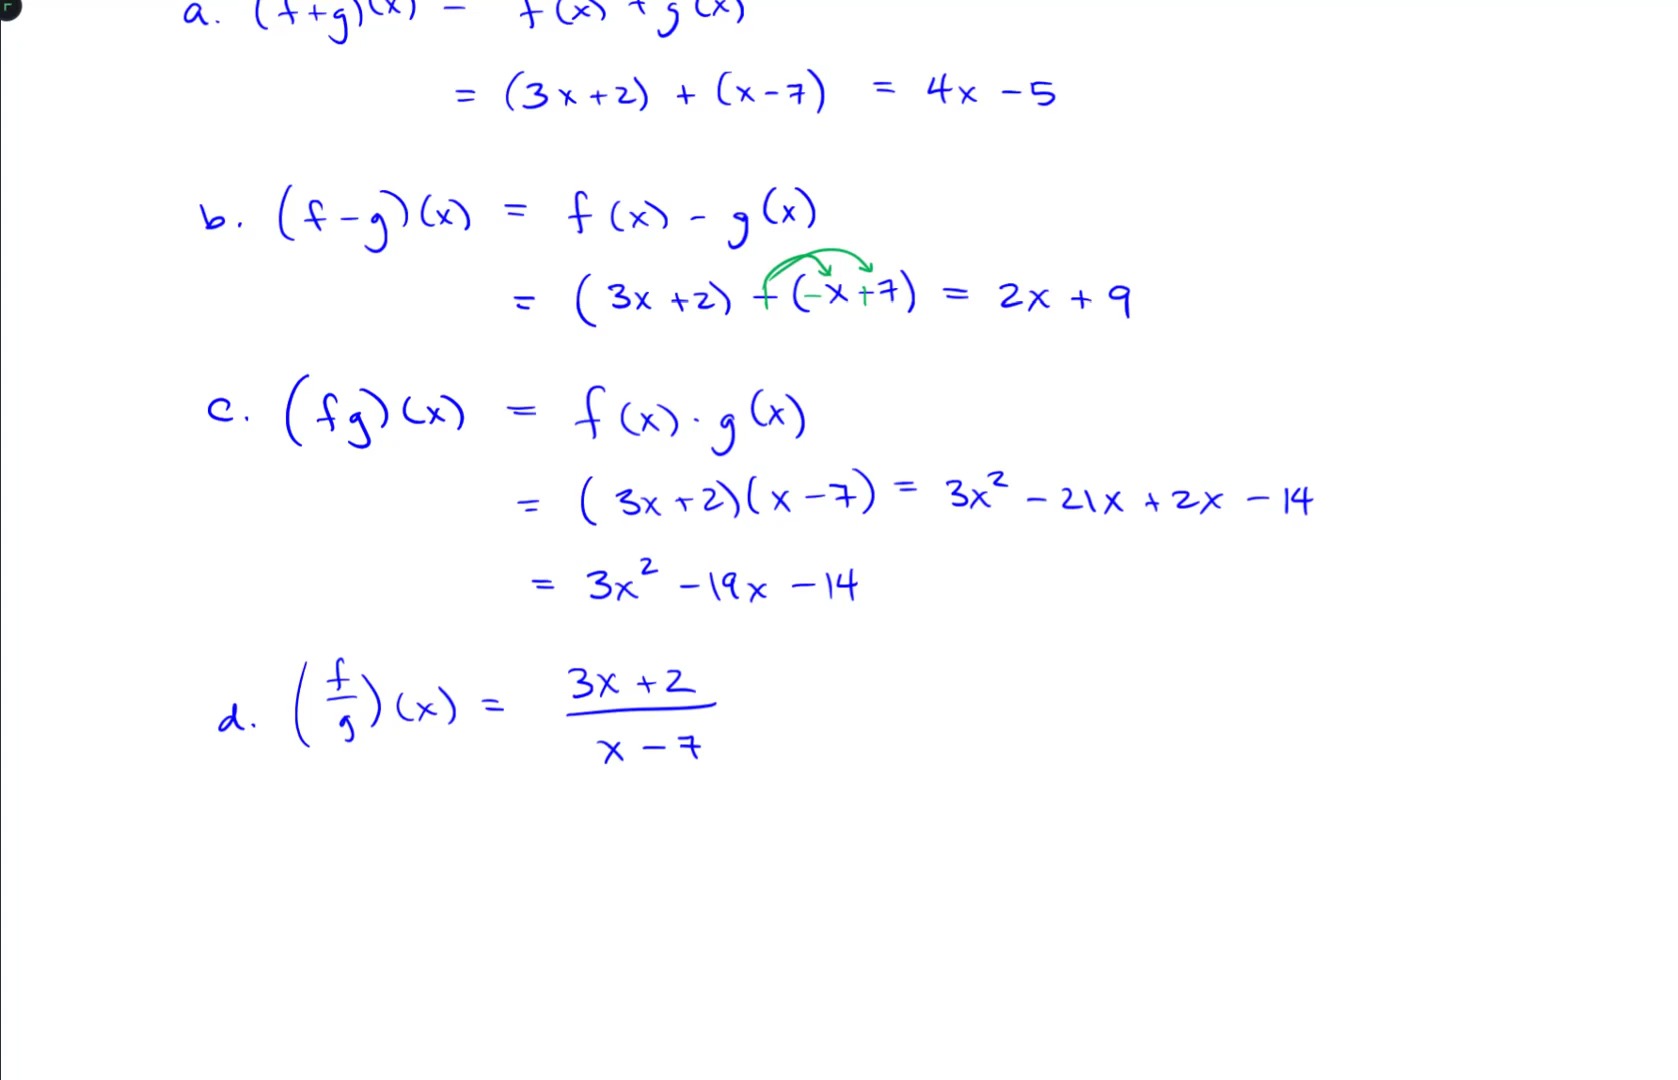 a. (f+g)(x) = f(x) + g(x)
= (3x+2) + (x-7) = 4x -5
b. (f-g)(x) = f(x) - g(x)
= (3x+2) + (-x+7) = 2x + 9
c. (fg)(x) = f(x)·g(x)
= (3x+2)(x-7) = 3x² - 21x + 2x - 14
= 3x² -19x -14
d. (f/g)(x) = (3x+2)/(x-7)